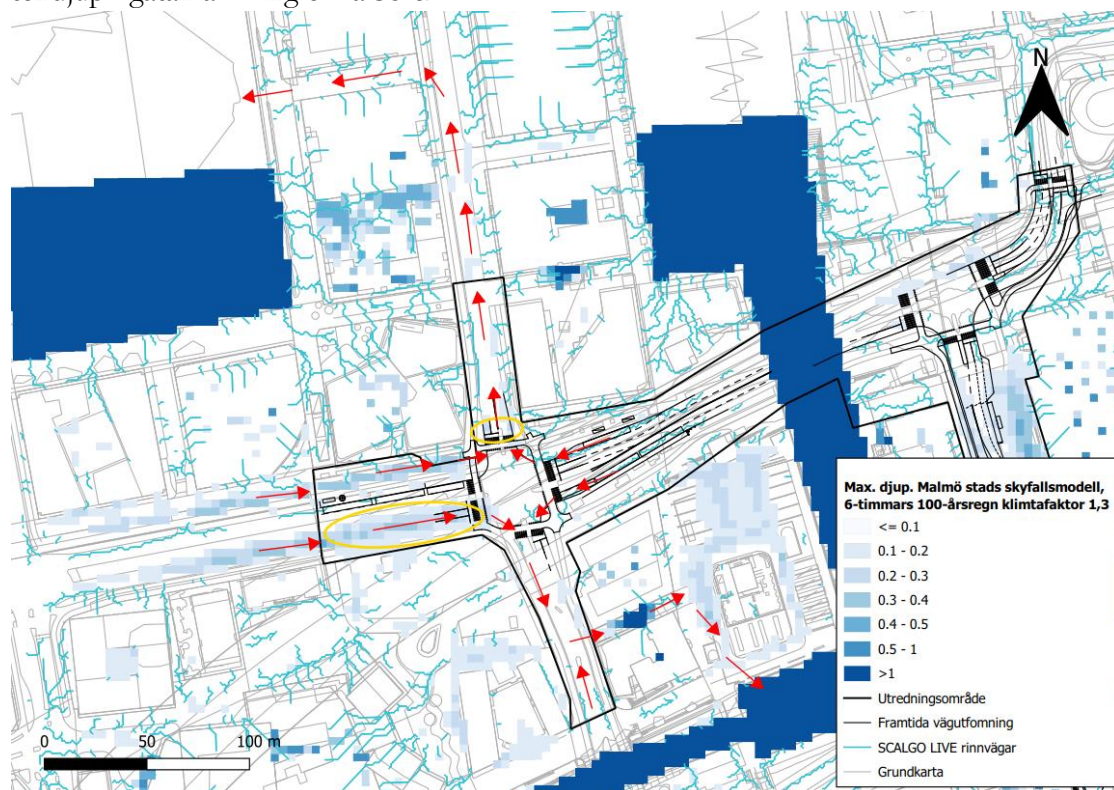 N
0 50 100 m
Max. djup. Malmö stads skyfallsmodell,
6-timmars 100-årsregn klimtafaktor 1,3
<= 0.1
0.1 - 0.2
0.2 - 0.3
0.3 - 0.4
0.4 - 0.5
0.5 - 1
>1
Utredningsområde
Framtida vägutfomning
SCALGO LIVE rinnvägar
Grundkarta